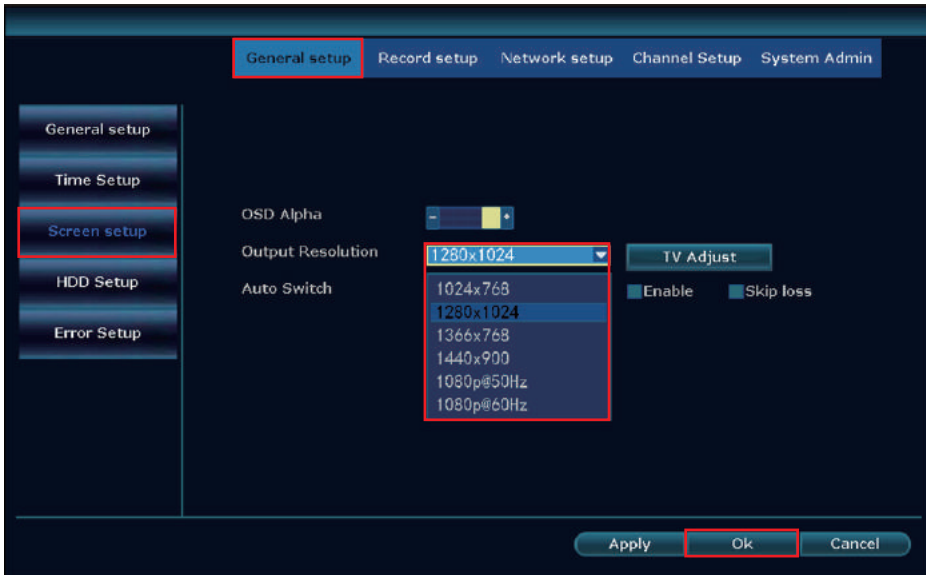 General setup Record setup Network setup Channel Setup System Admin
General setup
Time Setup
Screen setup
HDD Setup
Error Setup
OSD Alpha - +
Output Resolution 1280x1024 TV Adjust
Auto Switch Enable Skip loss
1024x768
1280x1024
1366x768
1440x900
1080p@50Hz
1080p@60Hz
Apply Ok Cancel